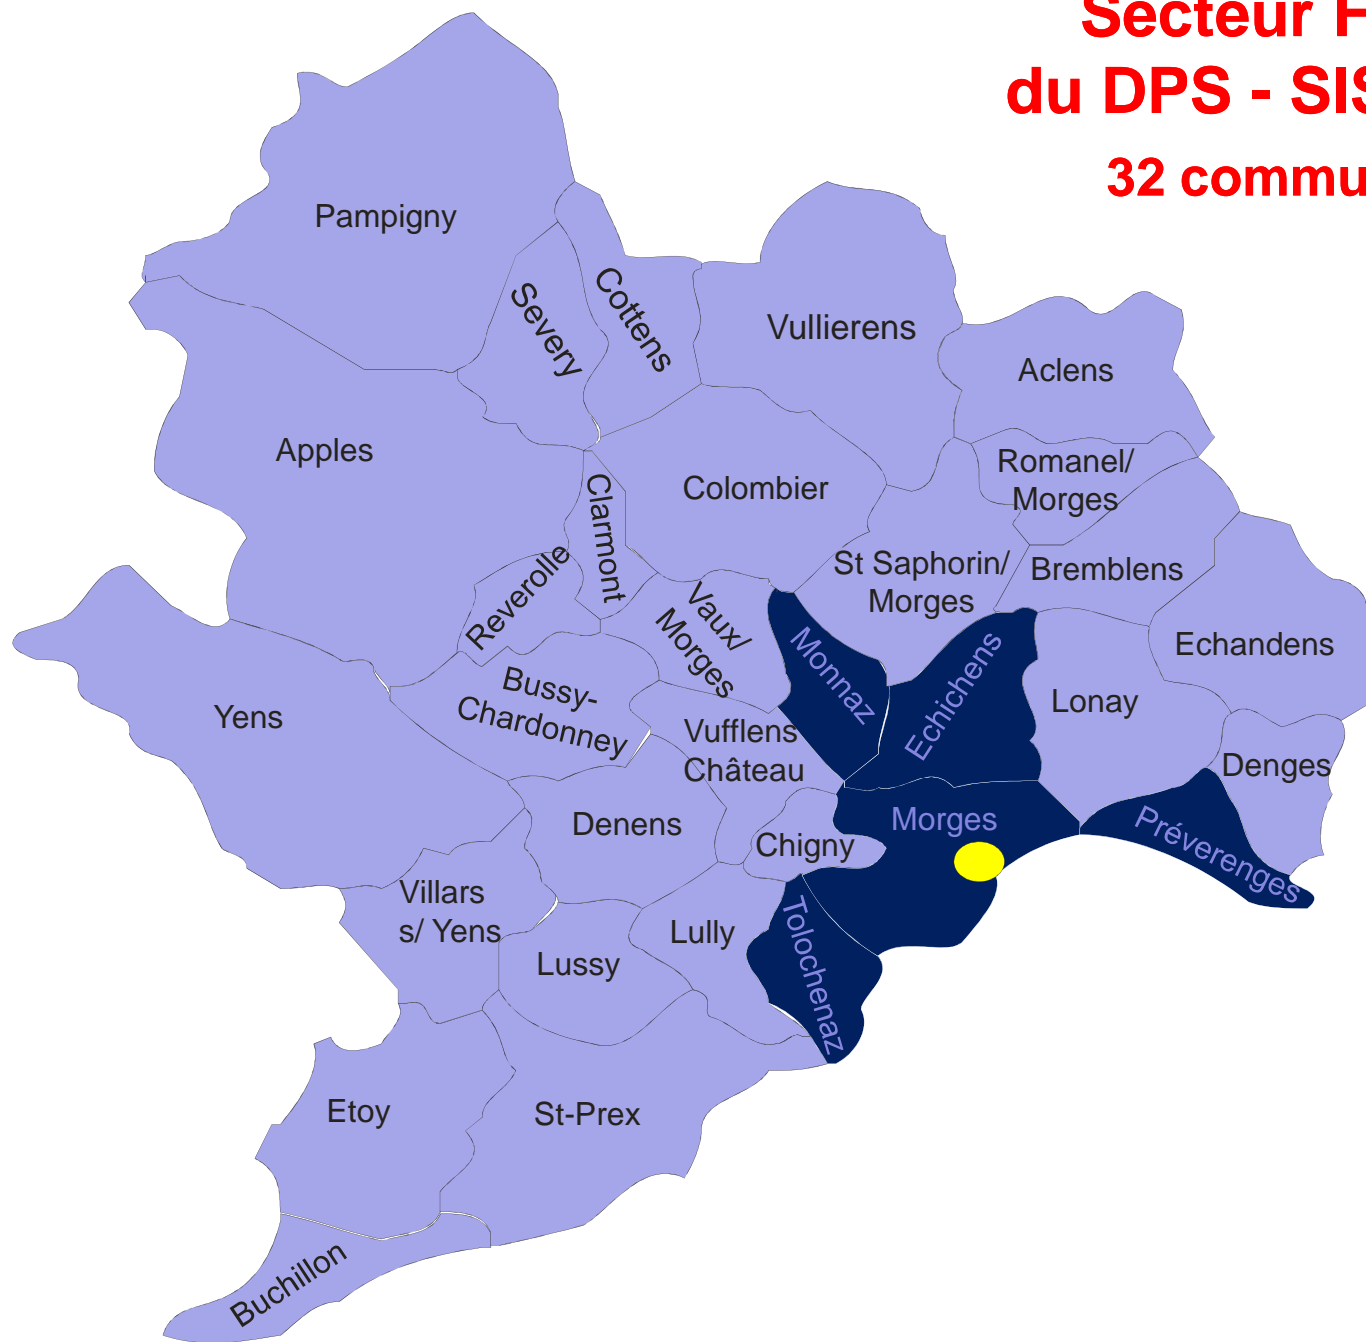 Secteur H
du DPS - SIS
32 commu
Pampigny
Severy
Cottens
Vullierens
Aclens
Apples
Clarmont
Colombier
Romanel/
Morges
Reverolle
Vaux/
Morges
St Saphorin/
Morges
Bremblens
Echandens
Yens
Bussy-
Chardonney
Monnaz
Echichens
Lonay
Vufflens
Château
Denges
Denens
Chigny
Morges
Préverenges
Villars
s/ Yens
Lussy
Lully
Tolochenaz
Etoy
St-Prex
Buchillon